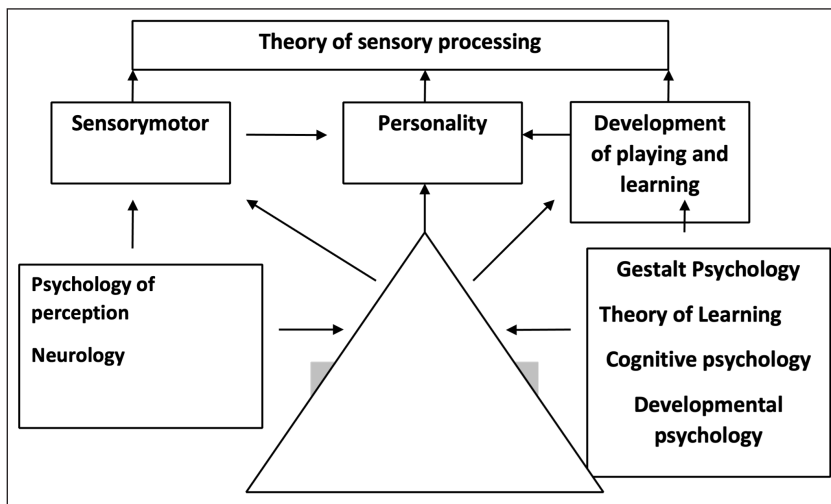 Theory of sensory processing
Sensorymotor
Personality
Development
of playing and
learning
Psychology of
perception
Neurology
Gestalt Psychology
Theory of Learning
Cognitive psychology
Developmental
psychology